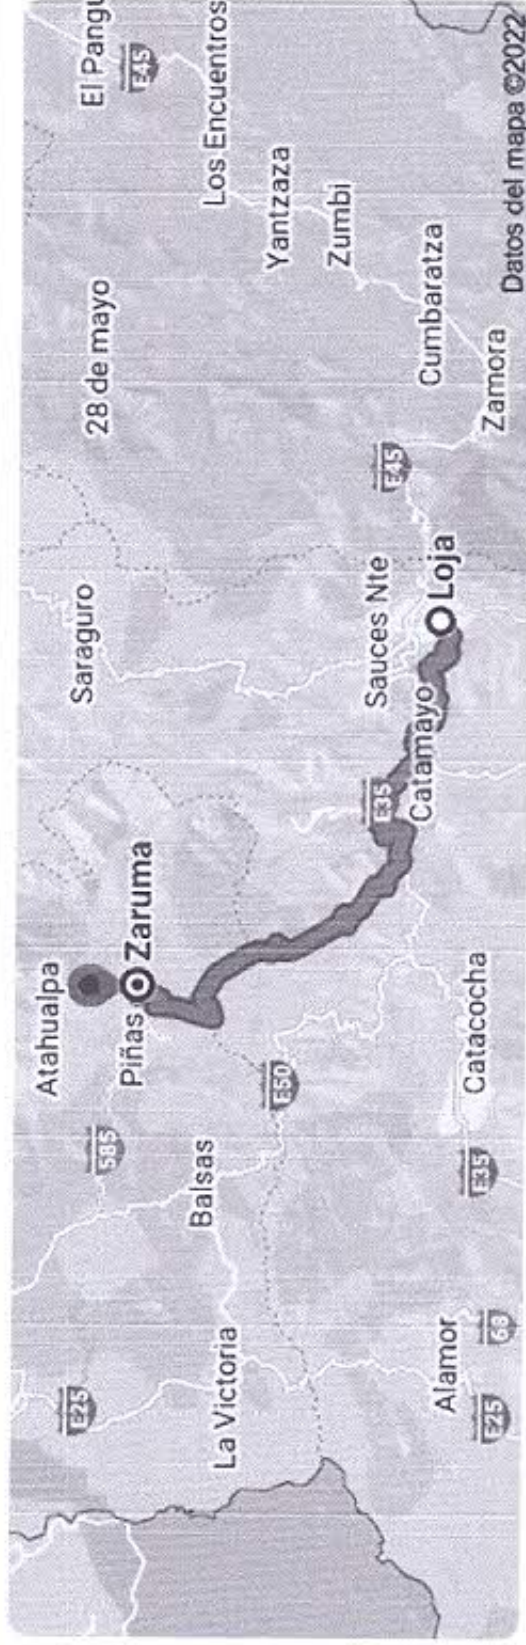 El Pangu
E45
Los Encuentros
28 de mayo
Yantzaza
Zumbi
Saraguro
Cumbaratza
E45
Zamora
Sauces Nte
Loja
E35
Catamayo
Atahualpa
Zaruma
Piñas
585
E50
Balsas
Catacocha
E35
E25
La Victoria
Alamor
68
E25
Datos del mapa ©2022